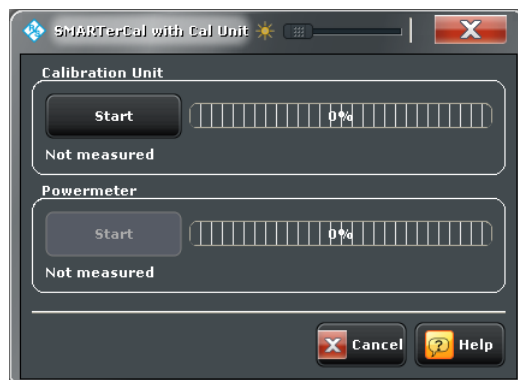 SMARTerCal with Cal Unit
Calibration Unit
Start
0%
Not measured
Powermeter
Start
0%
Not measured
Cancel
Help